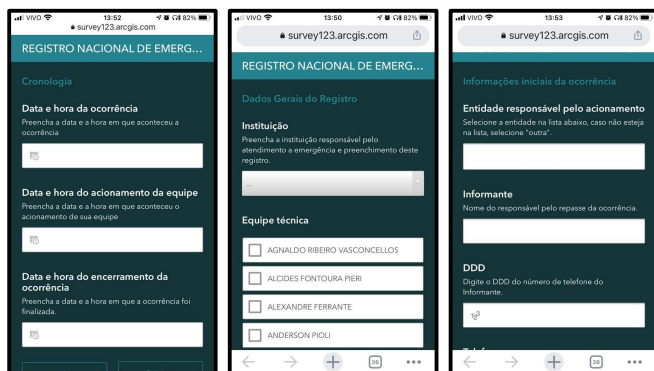 VIVO 13:52 82%
survey123.arcgis.com
REGISTRO NACIONAL DE EMERG...
Cronologia
Data e hora da ocorrência
Preencha a data e a hora em que aconteceu a
ocorrência
Data e hora do acionamento da equipe
Preencha a data e a hora em que aconteceu o
acionamento de sua equipe
Data e hora do encerramento da
ocorrência
Preencha a data e a hora em que a ocorrência foi
finalizada.
VIVO 13:50 82%
survey123.arcgis.com
REGISTRO NACIONAL DE EMERG...
Dados Gerais do Registro
Instituição
Preencha a instituição responsável pelo
atendimento a emergência e preenchimento deste
registro.
...
Equipe técnica
AGNALDO RIBEIRO VASCONCELLOS
ALCIDES FONTOURA PIERI
ALEXANDRE FERRANTE
ANDERSON PIOLI
36
VIVO 13:53 82%
survey123.arcgis.com
Informações iniciais da ocorrência
Entidade responsável pelo acionamento
Selecione a entidade na lista abaixo, caso não esteja
na lista, selecione "outra".
Informante
Nome do responsável pelo repasse da ocorrência.
DDD
Digite o DDD do número de telefone do
Informante.
123
36